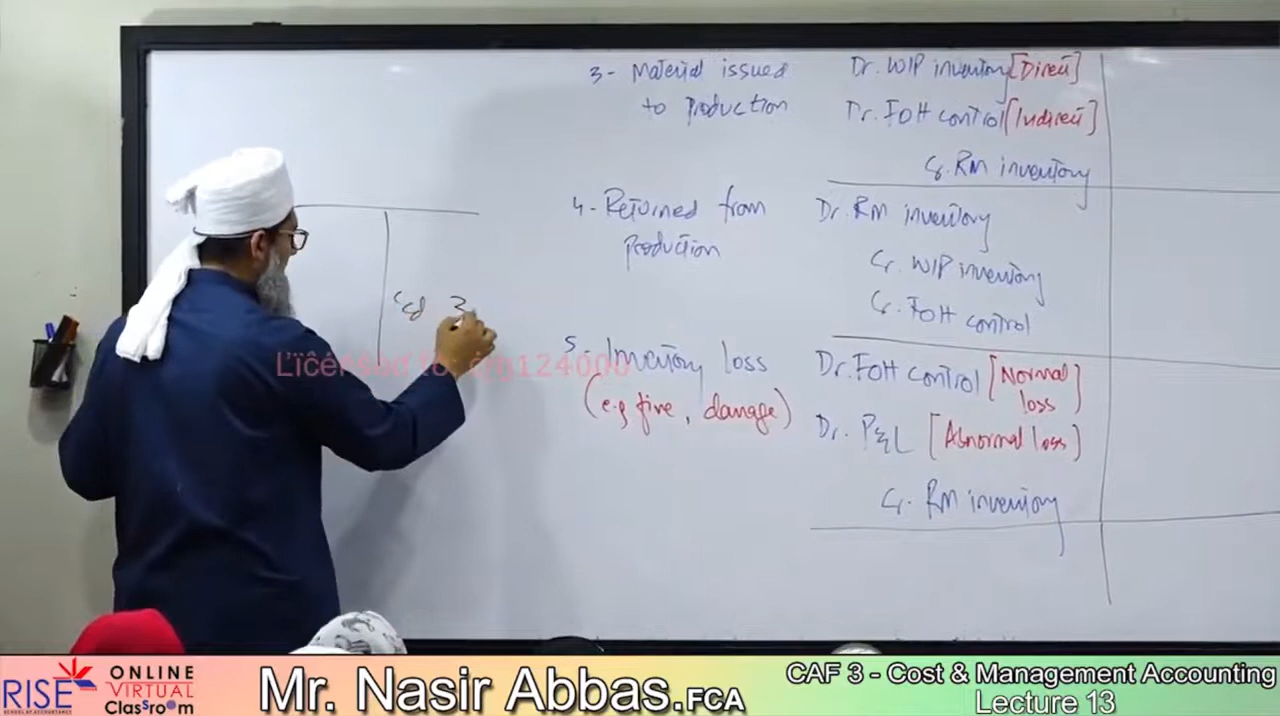 3- Material issued
to production
Dr. WIP inventory [Direct]
Dr. FOH control [Indirect]
Cr. RM inventory
4- Returned from
production
Dr. RM inventory
Cr. WIP inventory
Cr. FOH control
5- Inventory loss
(e.g fire, damage)
Dr. FOH control [Normal
loss]
Dr. P&L [Abnormal loss]
Cr. RM inventory
RISE
SCHOOL OF ACCOUNTANCY
ONLINE
VIRTUAL
ClassrooM
Mr. Nasir Abbas.FCA
CAF 3 - Cost & Management Accounting
Lecture 13